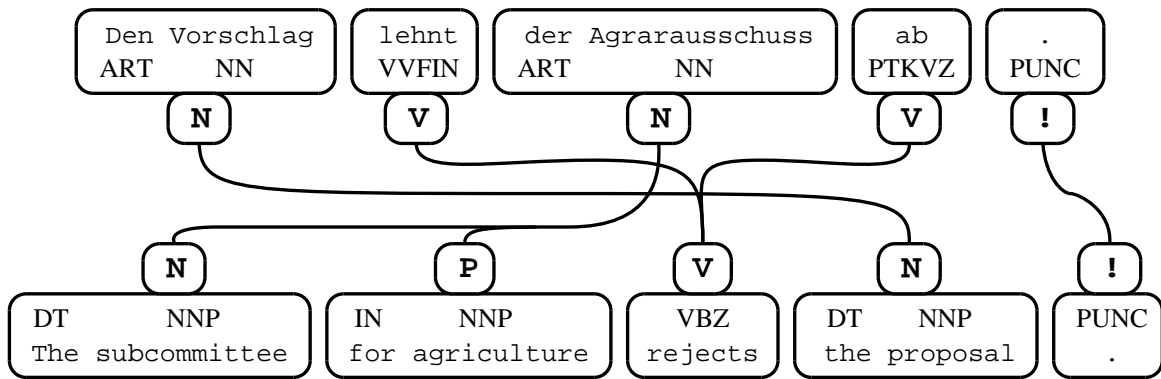 Den Vorschlag lehnt der Agrarausschuss ab .
ART NN VVFIN ART NN PTKVZ PUNC
N V N V !
N P V N !
DT NNP IN NNP VBZ DT NNP PUNC
The subcommittee for agriculture rejects the proposal .